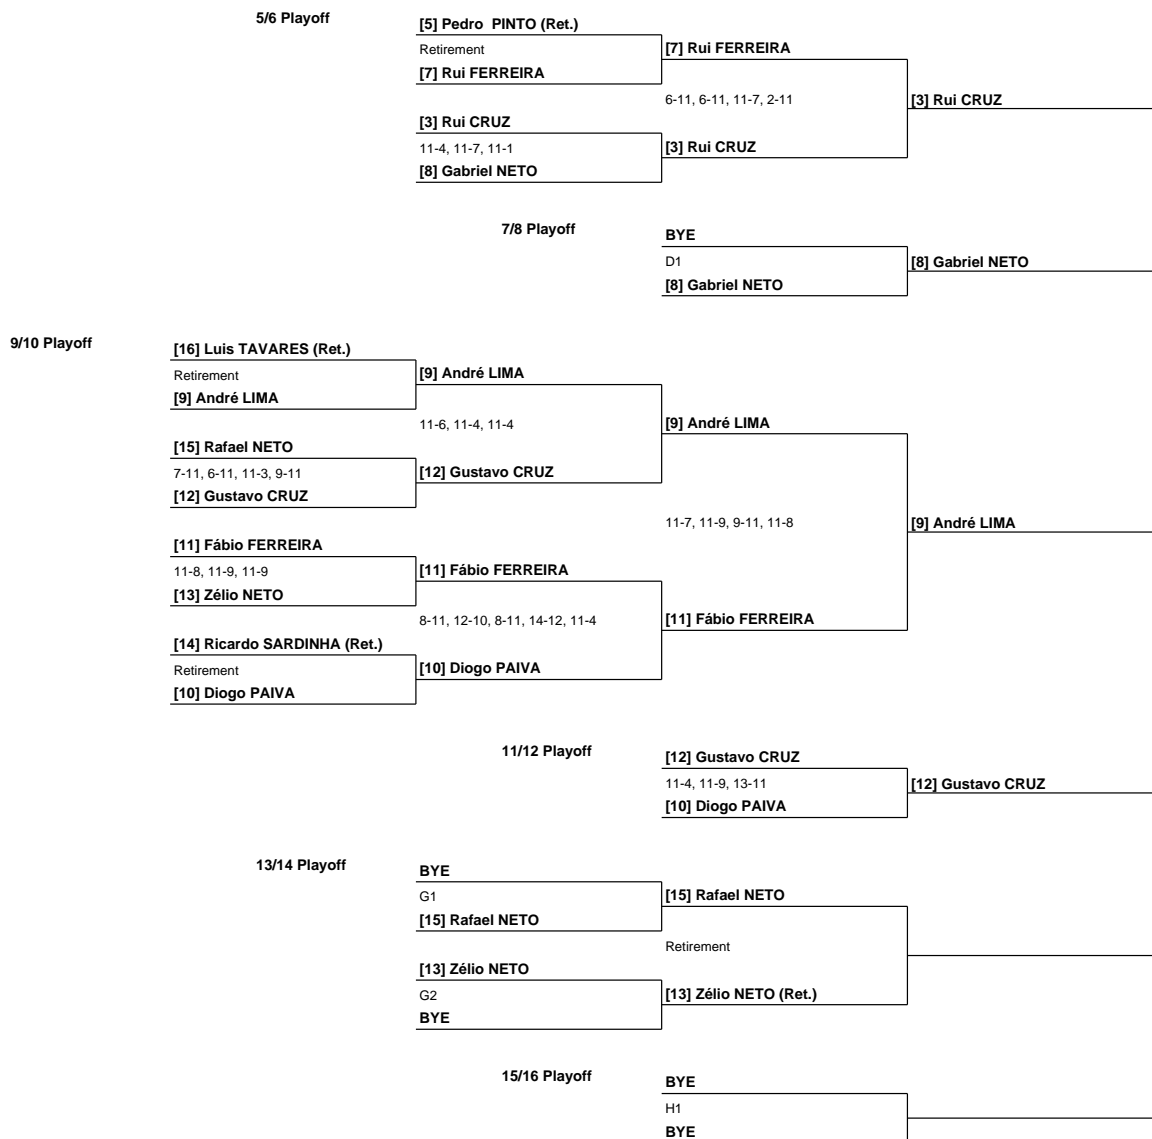 5/6 Playoff
[5] Pedro  PINTO (Ret.)
Retirement
[7] Rui FERREIRA
[7] Rui FERREIRA
6-11, 6-11, 11-7, 2-11
[3] Rui CRUZ
[3] Rui CRUZ
11-4, 11-7, 11-1
[3] Rui CRUZ
[8] Gabriel NETO
7/8 Playoff
BYE
D1
[8] Gabriel NETO
[8] Gabriel NETO
9/10 Playoff
[16] Luis TAVARES (Ret.)
Retirement
[9] André LIMA
[9] André LIMA
11-6, 11-4, 11-4
[9] André LIMA
[15] Rafael NETO
7-11, 6-11, 11-3, 9-11
[12] Gustavo CRUZ
[12] Gustavo CRUZ
11-7, 11-9, 9-11, 11-8
[9] André LIMA
[11] Fábio FERREIRA
11-8, 11-9, 11-9
[11] Fábio FERREIRA
[13] Zélio NETO
8-11, 12-10, 8-11, 14-12, 11-4
[11] Fábio FERREIRA
[14] Ricardo SARDINHA (Ret.)
Retirement
[10] Diogo PAIVA
[10] Diogo PAIVA
11/12 Playoff
[12] Gustavo CRUZ
11-4, 11-9, 13-11
[12] Gustavo CRUZ
[10] Diogo PAIVA
13/14 Playoff
BYE
G1
[15] Rafael NETO
[15] Rafael NETO
Retirement
[13] Zélio NETO
G2
[13] Zélio NETO (Ret.)
BYE
15/16 Playoff
BYE
H1
BYE